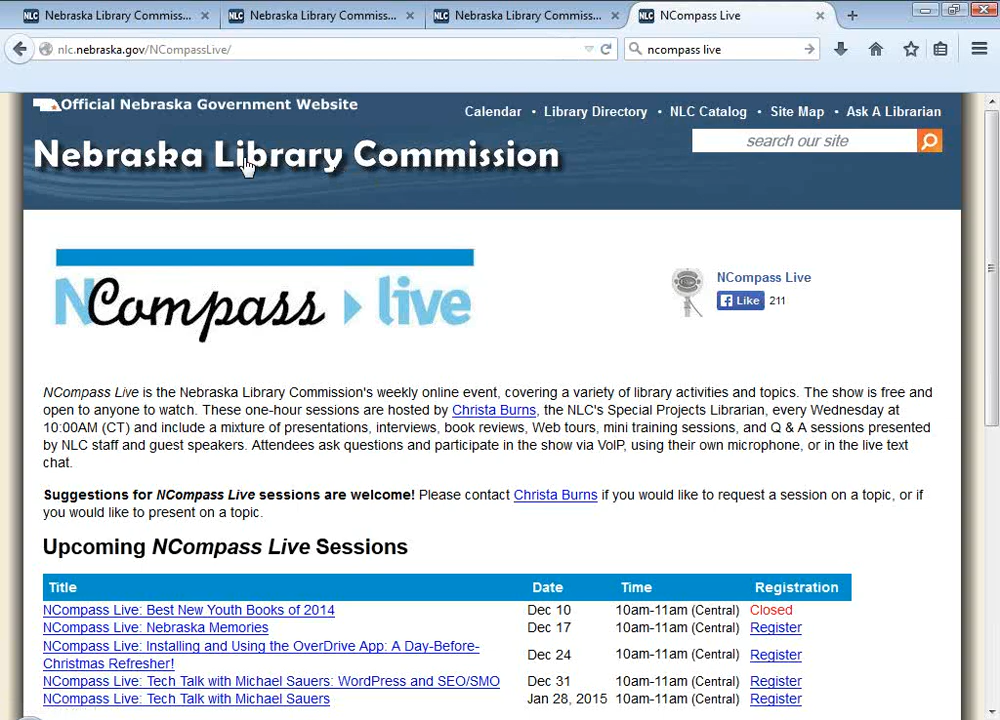 NLC Nebraska Library Commiss... × NLC Nebraska Library Commiss... × NLC Nebraska Library Commiss... × NLC NCompass Live × +
nlc.nebraska.gov/NCompassLive/ ncompass live
Official Nebraska Government Website
Calendar • Library Directory • NLC Catalog • Site Map • Ask A Librarian
Nebraska Library Commission
search our site
NCompass live
NCompass Live
Like 211
NCompass Live is the Nebraska Library Commission's weekly online event, covering a variety of library activities and topics. The show is free and
open to anyone to watch. These one-hour sessions are hosted by Christa Burns, the NLC's Special Projects Librarian, every Wednesday at
10:00AM (CT) and include a mixture of presentations, interviews, book reviews, Web tours, mini training sessions, and Q & A sessions presented
by NLC staff and guest speakers. Attendees ask questions and participate in the show via VoIP, using their own microphone, or in the live text
chat.
Suggestions for NCompass Live sessions are welcome! Please contact Christa Burns if you would like to request a session on a topic, or if
you would like to present on a topic.
Upcoming NCompass Live Sessions
Title Date Time Registration
NCompass Live: Best New Youth Books of 2014 Dec 10 10am-11am (Central) Closed
NCompass Live: Nebraska Memories Dec 17 10am-11am (Central) Register
NCompass Live: Installing and Using the OverDrive App: A Day-Before-
Christmas Refresher! Dec 24 10am-11am (Central) Register
NCompass Live: Tech Talk with Michael Sauers: WordPress and SEO/SMO Dec 31 10am-11am (Central) Register
NCompass Live: Tech Talk with Michael Sauers Jan 28, 2015 10am-11am (Central) Register